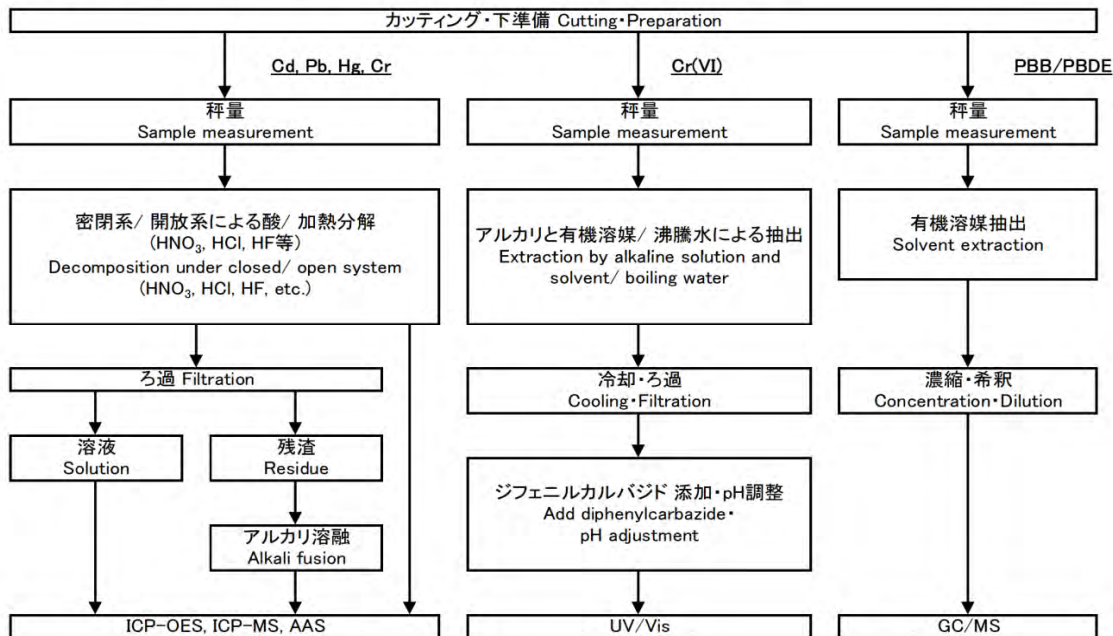 カッティング・下準備 Cutting・Preparation
Cd, Pb, Hg, Cr
Cr(VI)
PBB/PBDE
秤量
Sample measurement
秤量
Sample measurement
秤量
Sample measurement
密閉系/ 開放系による酸/ 加熱分解
(HNO₃, HCl, HF等)
Decomposition under closed/ open system
(HNO₃, HCl, HF, etc.)
アルカリと有機溶媒/ 沸騰水による抽出
Extraction by alkaline solution and
solvent/ boiling water
有機溶媒抽出
Solvent extraction
ろ過 Filtration
冷却・ろ過
Cooling・Filtration
濃縮・希釈
Concentration・Dilution
溶液
Solution
残渣
Residue
ジフェニルカルバジド 添加・pH調整
Add diphenylcarbazide・
pH adjustment
アルカリ溶融
Alkali fusion
ICP-OES, ICP-MS, AAS
UV/Vis
GC/MS